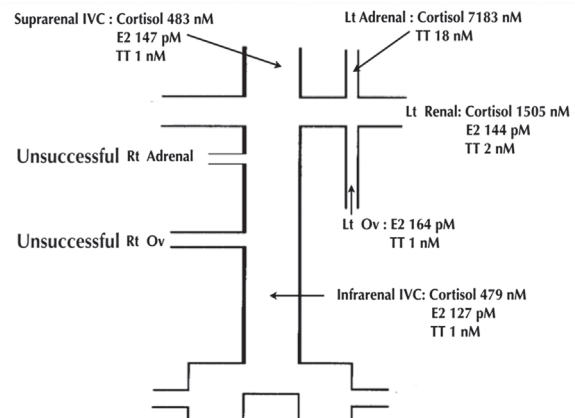 Suprarenal IVC : Cortisol 483 nM
E2 147 pM
TT 1 nM
Lt Adrenal : Cortisol 7183 nM
TT 18 nM
Lt Renal: Cortisol 1505 nM
E2 144 pM
TT 2 nM
Unsuccessful Rt Adrenal
Lt Ov : E2 164 pM
TT 1 nM
Unsuccessful Rt Ov
Infrarenal IVC: Cortisol 479 nM
E2 127 pM
TT 1 nM